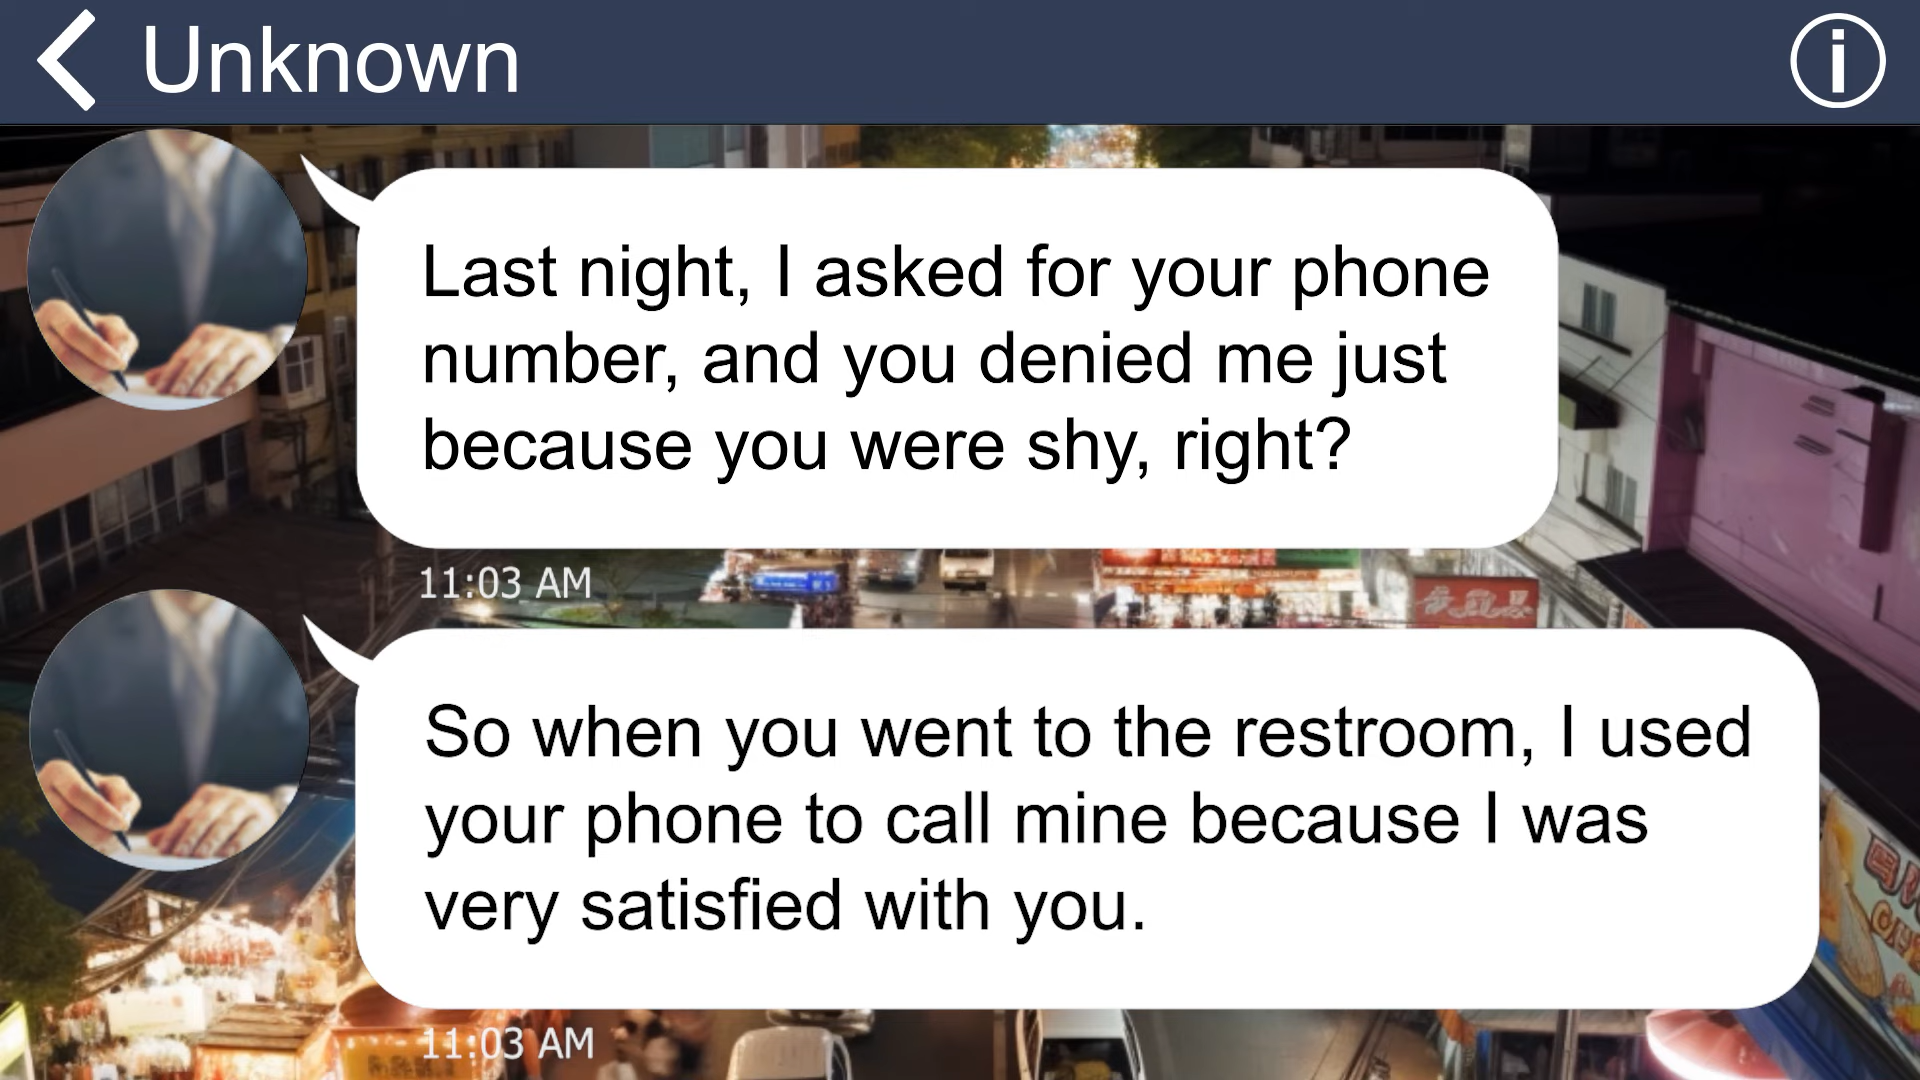 Unknown
Last night, I asked for your phone
number, and you denied me just
because you were shy, right?
11:03 AM
So when you went to the restroom, I used
your phone to call mine because I was
very satisfied with you.
11:03 AM